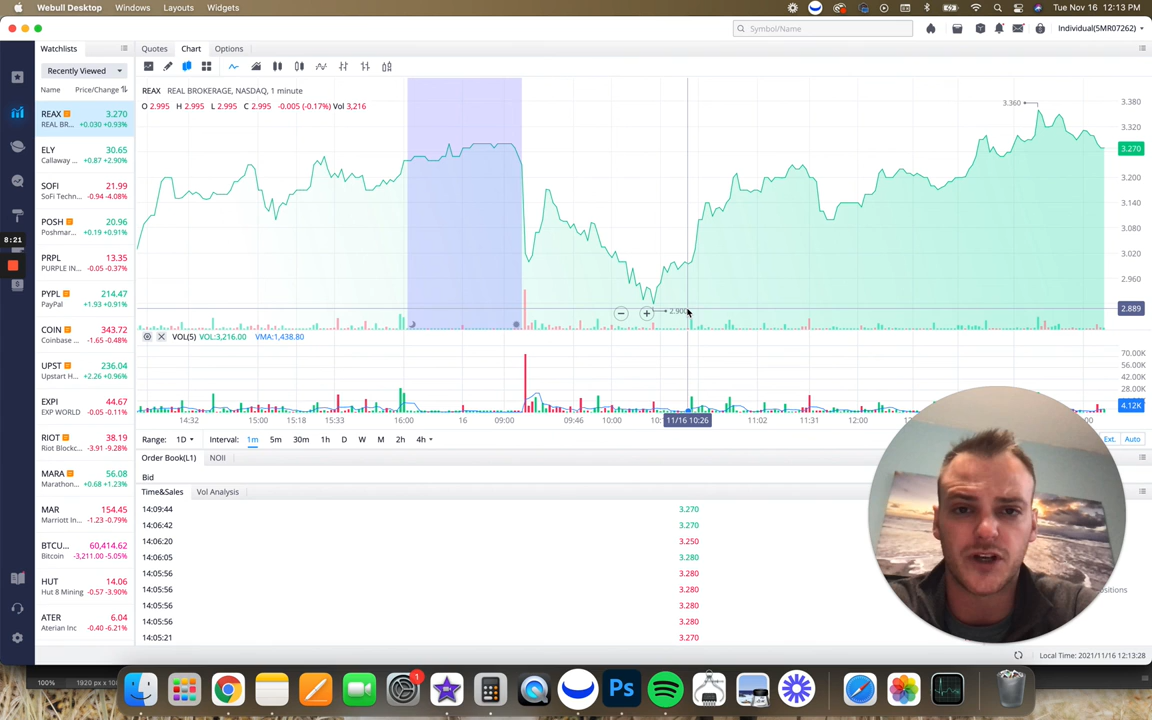 Webull Desktop Windows Layouts Widgets Tue Nov 16 12:13 PM
Symbol/Name Individual(5MR07262)
Watchlists Quotes Chart Options
Recently Viewed
Name Price/Change
REAX 3.270
REAL BR... +0.030 +0.93%
ELY 30.65
Callaway ... +0.87 +2.90%
SOFI 21.99
SoFi Techn... -0.94 -4.08%
POSH 20.96
Poshmar... +0.19 +0.91%
PRPL 13.35
PURPLE IN... -0.05 -0.37%
PYPL 214.47
PayPal +1.93 +0.91%
COIN 343.72
Coinbase ... -1.65 -0.48%
UPST 236.04
Upstart H... +2.26 +0.96%
EXPI 44.67
EXP WORLD -0.05 -0.11%
RIOT 38.19
Riot Blockc... -3.91 -9.28%
MARA 56.08
Marathon... +0.68 +1.23%
MAR 154.45
Marriott In... -1.23 -0.79%
BTCU... 60,414.62
Bitcoin -3,211.00 -5.05%
HUT 14.06
Hut 8 Mining -0.57 -3.90%
ATER 6.04
Aterian Inc -0.40 -6.21%
8:21
REAX REAL BROKERAGE, NASDAQ, 1 minute
O 2.995 H 2.995 L 2.995 C 2.995 -0.005 (-0.17%) Vol 3,216
3.360
3.380
3.320
3.270
3.200
3.140
3.080
3.020
2.960
2.900
2.889
VOL(5) VOL:3,216.00 VMA:1,438.80
70.00K
56.00K
42.00K
28.00K
4.12K
14:32 15:00 15:18 15:33 16:00 16 09:00 09:46 10:00 11/16 10:26 11:02 11:31 12:00
Range: 1D Interval: 1m 5m 30m 1h D W M 2h 4h Ext. Auto
Order Book(L1) NOII
Bid
Time&Sales Vol Analysis
14:09:44 3.270
14:06:42 3.270
14:06:20 3.250
14:06:05 3.280
14:05:56 3.280
14:05:56 3.280
14:05:56 3.280
14:05:56 3.280
14:05:21 3.270
Local Time: 2021/11/16 12:13:28
100%
1